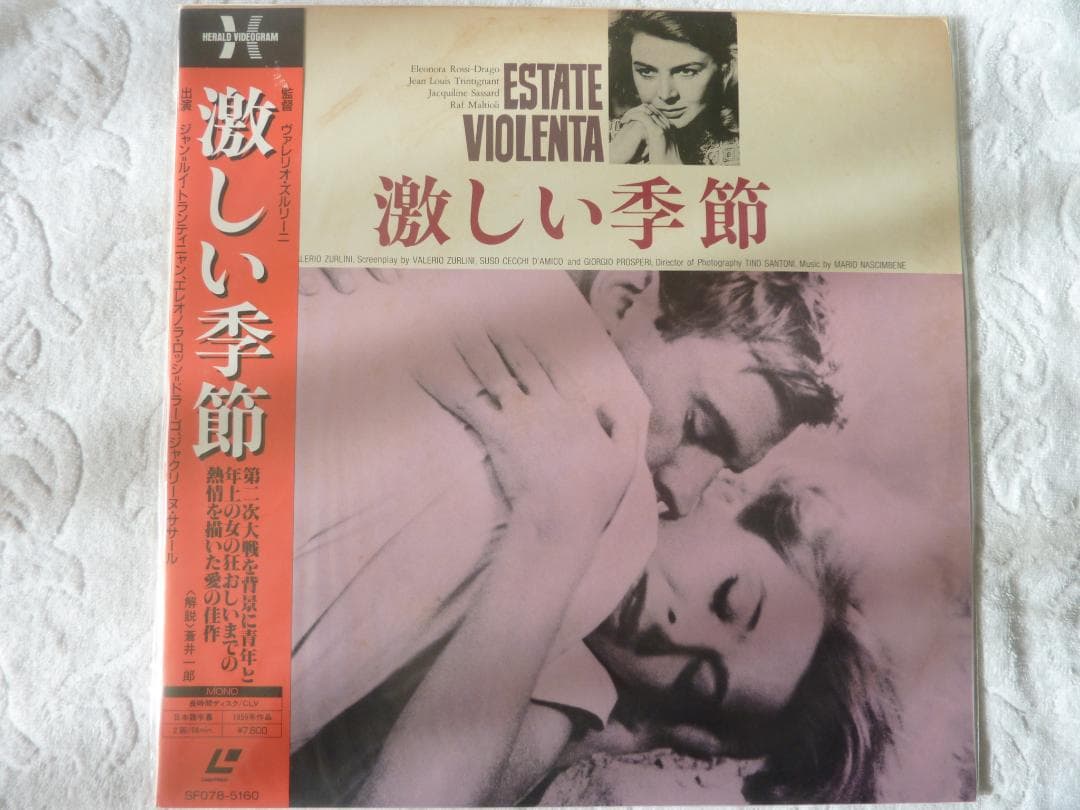 HERALD VIDEOGRAM
監督 ヴァレリオ・ズルリーニ
激しい季節
出演 ジャン=ルイ・トランティニャン、エレオノラ・ロッシ=ドラーゴ、ジャクリーヌ・ササール
第二次大戦を背景に青年と
年上の女の狂おしいまでの
熱情を描いた愛の佳作
〈解説〉蒼井一郎
MONO
長時間ディスク/CLV
日本語字幕
1959年作品
¥7,800
SF078-5160
Eleonora Rossi-Drago
Jean Louis Trintignant
Jacquiline Sassard
Raf Maltioli
ESTATE
VIOLENTA
激しい季節
ALERIO ZURLINI, Screenplay by VALERIO ZURLINI, SUSO CECCHI D'AMICO and GIORGIO PROSPERI, Director of Photography TINO SANTONI, Music by MARIO NASCIMBENE